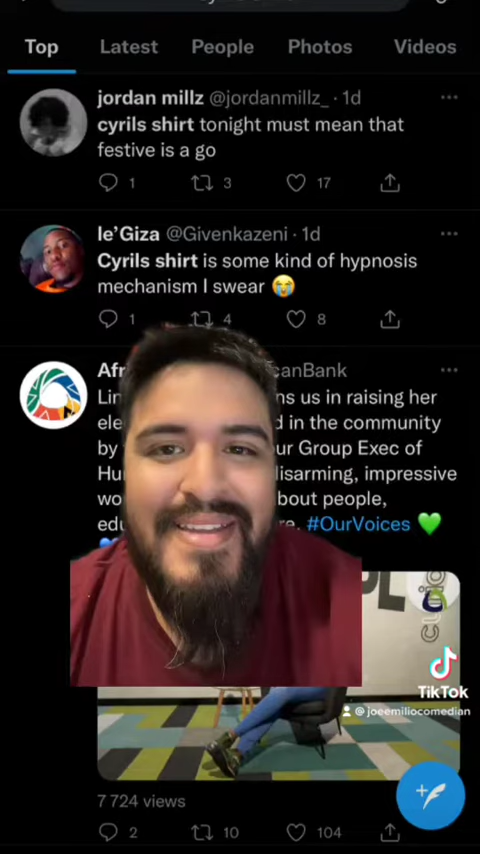 Top Latest People Photos Videos
jordan millz @jordanmillz_ · 1d
cyrils shirt tonight must mean that
festive is a go
1 3 17
le'Giza @Givenkazeni · 1d
Cyrils shirt is some kind of hypnosis
mechanism I swear 😭
1 4 8
Afr canBank
Lin ns us in raising her
ele d in the community
by ur Group Exec of
Hu disarming, impressive
wo bout people,
edu re. #OurVoices 💚
TikTok
@joeemiliocomedian
7 724 views
2 10 104